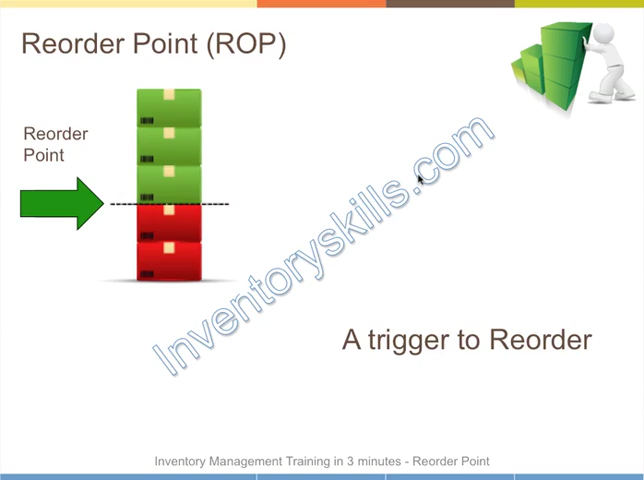 Reorder Point (ROP)
Reorder
Point
Inventoryskills.com
A trigger to Reorder
Inventory Management Training in 3 minutes - Reorder Point